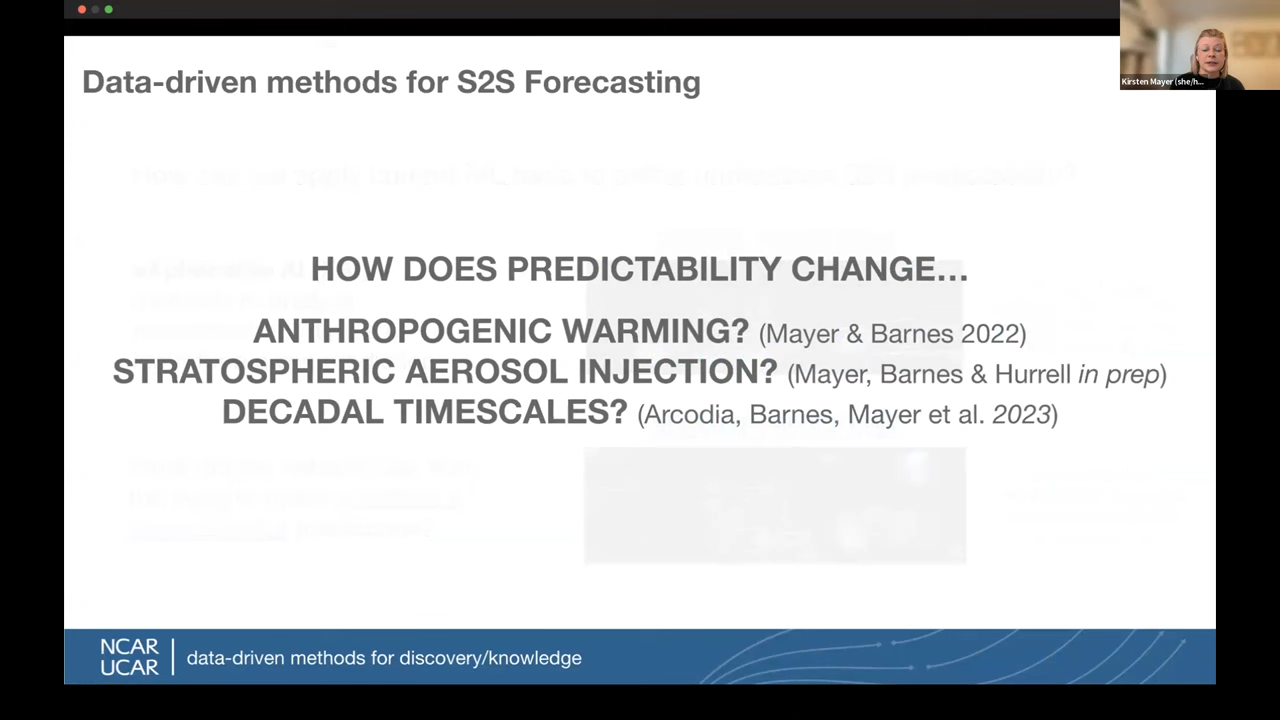 Kirsten Mayer (she/h...
Data-driven methods for S2S Forecasting
HOW DOES PREDICTABILITY CHANGE...
ANTHROPOGENIC WARMING? (Mayer & Barnes 2022)
STRATOSPHERIC AEROSOL INJECTION? (Mayer, Barnes & Hurrell in prep)
DECADAL TIMESCALES? (Arcodia, Barnes, Mayer et al. 2023)
NCAR
UCAR
data-driven methods for discovery/knowledge